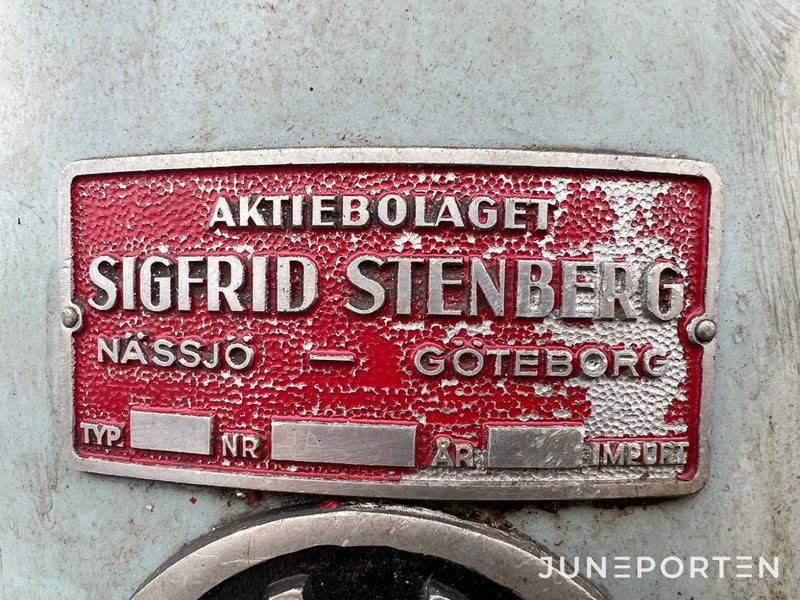 AKTIEBOLAGET
SIGFRID STENBERG
NÄSSJÖ — GÖTEBORG
TYP. NR ÅR IMPORT
JUNEPORTEN